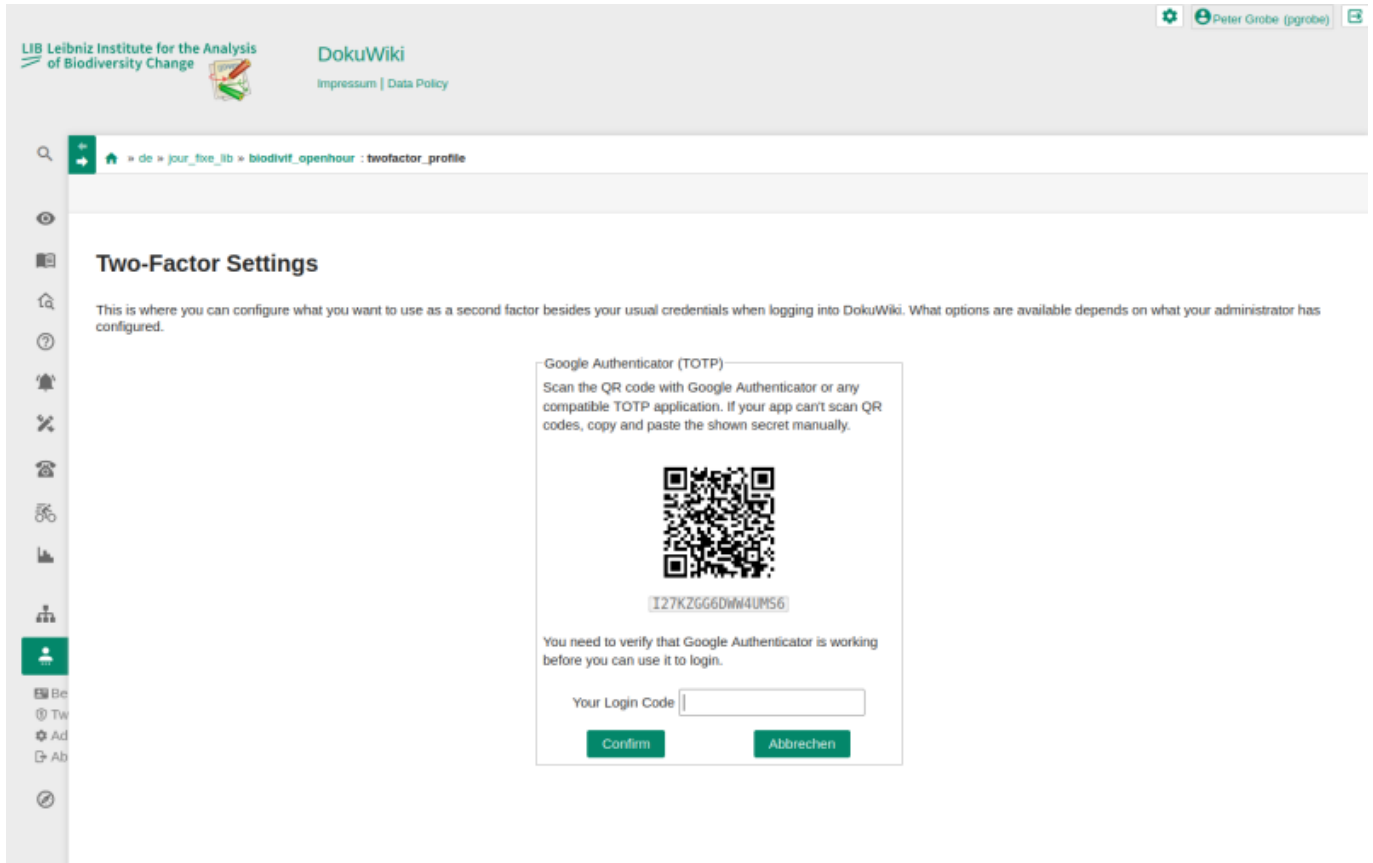 Peter Grobe (pgrobe)
LIB Leibniz Institute for the Analysis
of Biodiversity Change
DokuWiki
Impressum | Data Policy
» de » jour_fixe_lib » biodivif_openhour : twofactor_profile
Two-Factor Settings
This is where you can configure what you want to use as a second factor besides your usual credentials when logging into DokuWiki. What options are available depends on what your administrator has
configured.
Google Authenticator (TOTP)
Scan the QR code with Google Authenticator or any
compatible TOTP application. If your app can't scan QR
codes, copy and paste the shown secret manually.
I27KZGG6DWW4UMS6
You need to verify that Google Authenticator is working
before you can use it to login.
Your Login Code
Confirm Abbrechen
Be
Tw
Ad
Ab